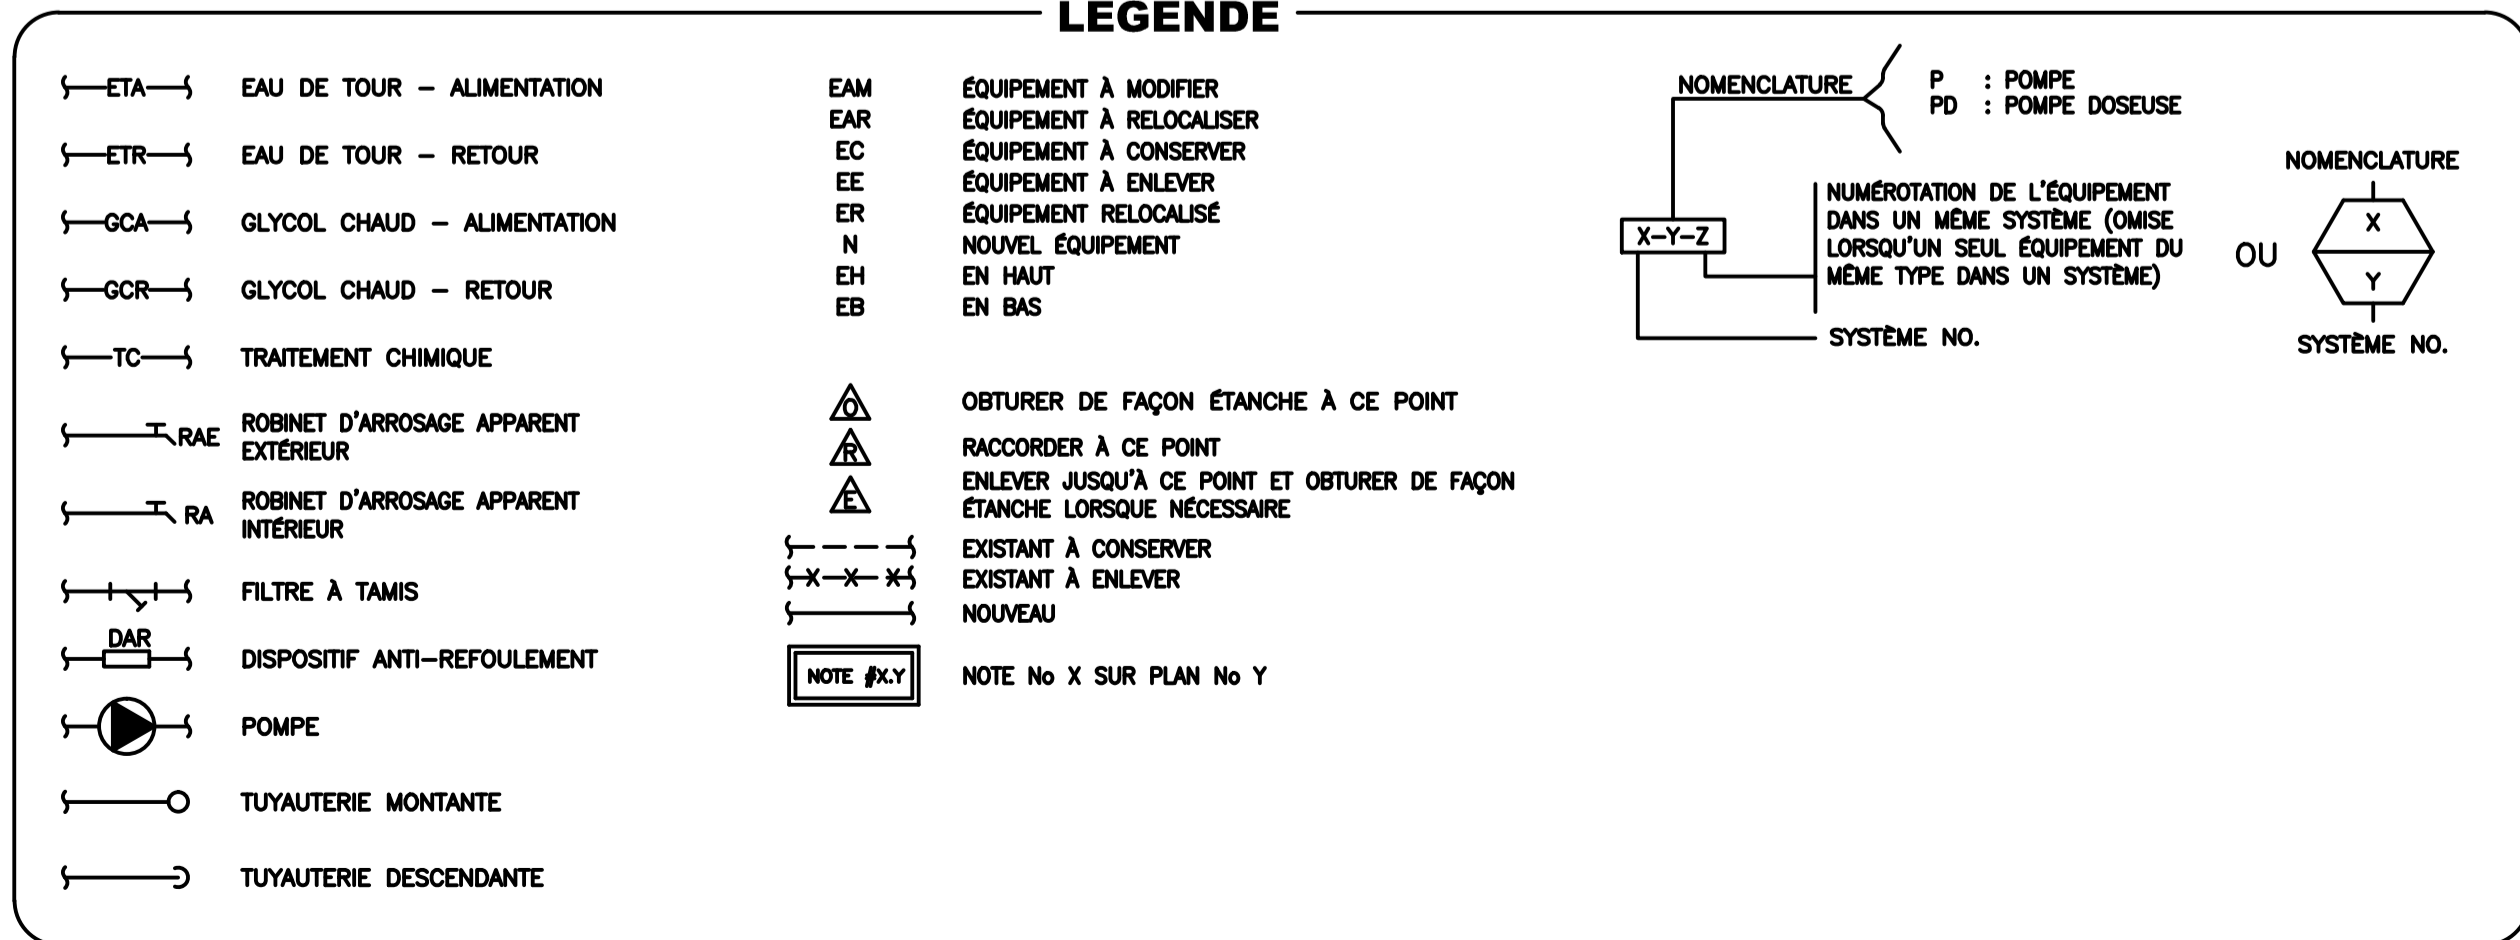 LEGENDE
ETA EAU DE TOUR – ALIMENTATION
ETR EAU DE TOUR – RETOUR
GCA GLYCOL CHAUD – ALIMENTATION
GCR GLYCOL CHAUD – RETOUR
TC TRAITEMENT CHIMIQUE
RAE ROBINET D'ARROSAGE APPARENT
EXTÉRIEUR
RA ROBINET D'ARROSAGE APPARENT
INTÉRIEUR
FILTRE À TAMIS
DAR
DISPOSITIF ANTI–REFOULEMENT
POMPE
TUYAUTERIE MONTANTE
TUYAUTERIE DESCENDANTE
EAM ÉQUIPEMENT À MODIFIER
EAR ÉQUIPEMENT À RELOCALISER
EC ÉQUIPEMENT À CONSERVER
EE ÉQUIPEMENT À ENLEVER
ER ÉQUIPEMENT RELOCALISÉ
N NOUVEL ÉQUIPEMENT
EH EN HAUT
EB EN BAS
O OBTURER DE FAÇON ÉTANCHE À CE POINT
R RACCORDER À CE POINT
ENLEVER JUSQU'À CE POINT ET OBTURER DE FAÇON
E ÉTANCHE LORSQUE NÉCESSAIRE
EXISTANT À CONSERVER
X X X EXISTANT À ENLEVER
NOUVEAU
NOTE #X.Y NOTE No X SUR PLAN No Y
NOMENCLATURE
P : POMPE
PD : POMPE DOSEUSE
X–Y–Z
NUMÉROTATION DE L'ÉQUIPEMENT
DANS UN MÊME SYSTÈME (OMISE
LORSQU'UN SEUL ÉQUIPEMENT DU
MÊME TYPE DANS UN SYSTÈME)
SYSTÈME NO.
OU
NOMENCLATURE
X
Y
SYSTÈME NO.